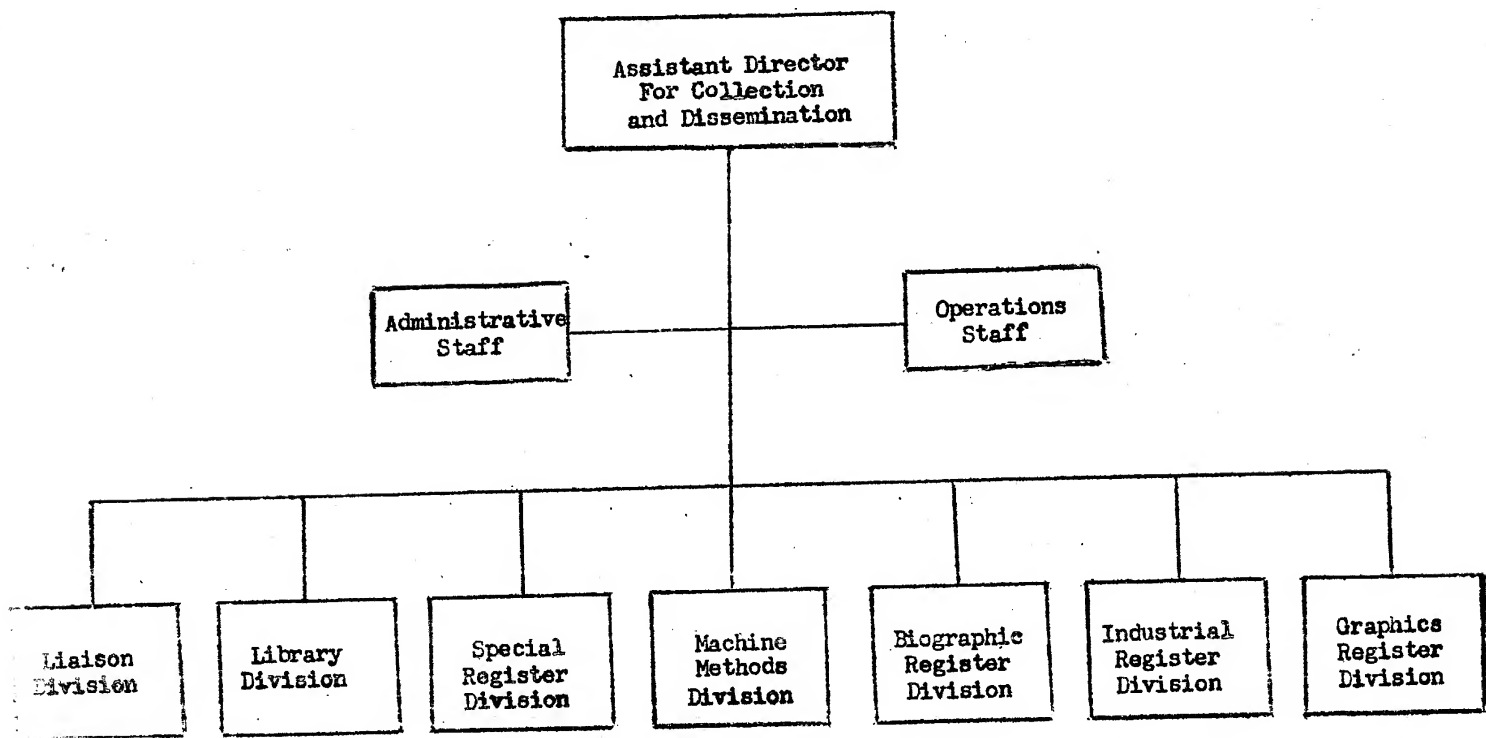 Assistant Director
For Collection
and Dissemination
Administrative
Staff
Operations
Staff
Liaison
Division
Library
Division
Special
Register
Division
Machine
Methods
Division
Biographic
Register
Division
Industrial
Register
Division
Graphics
Register
Division